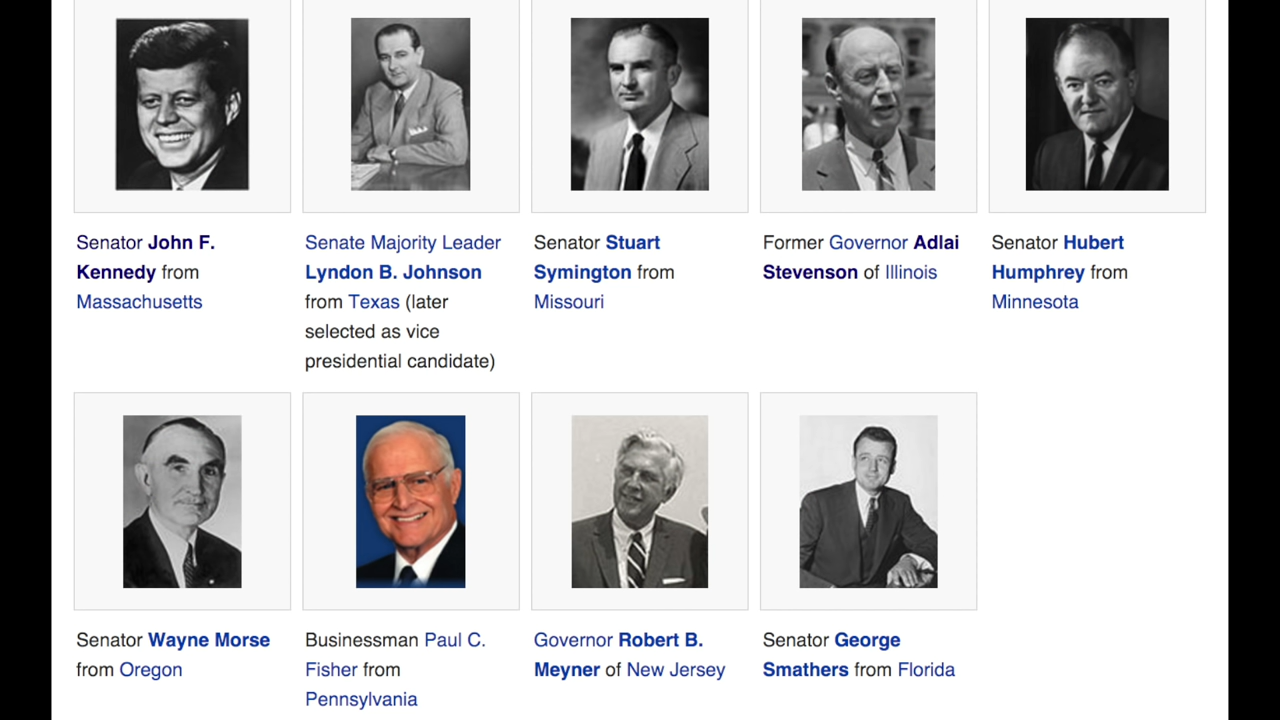 Senator John F.
Kennedy from
Massachusetts
Senate Majority Leader
Lyndon B. Johnson
from Texas (later
selected as vice
presidential candidate)
Senator Stuart
Symington from
Missouri
Former Governor Adlai
Stevenson of Illinois
Senator Hubert
Humphrey from
Minnesota
Senator Wayne Morse
from Oregon
Businessman Paul C.
Fisher from
Pennsylvania
Governor Robert B.
Meyner of New Jersey
Senator George
Smathers from Florida